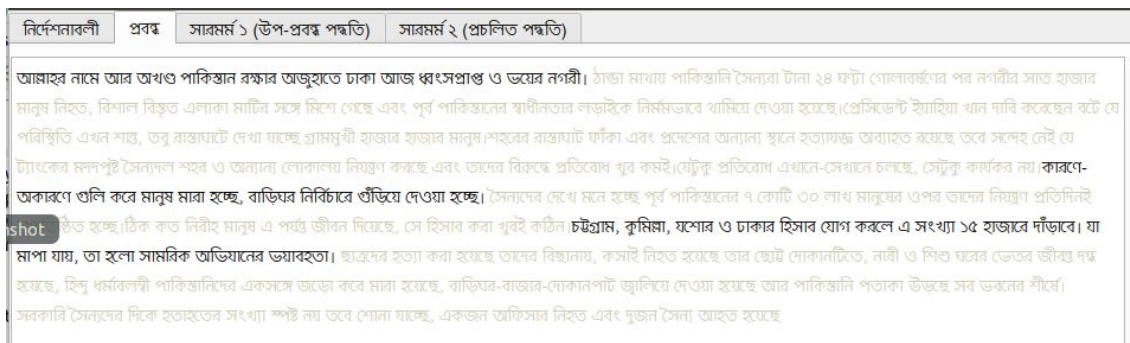 নির্দেশনাবলী
প্রবন্ধ
সারমর্ম ১ (উপ-প্রবন্ধ পদ্ধতি)
সারমর্ম ২ (প্রচলিত পদ্ধতি)
আল্লাহর নামে আর অখণ্ড পাকিস্তান রক্ষার অজুহাতে ঢাকা আজ ধ্বংসপ্রাপ্ত ও ভয়ের নগরী। ঠান্ডা মাথায় পাকিস্তানি সৈন্যরা টানা ২৪ ঘণ্টা গোলাবর্ষণের পর নগরীর সাত হাজার
মানুষ নিহত, বিশাল বিস্তৃত এলাকা মাটির সঙ্গে মিশে গেছে এবং পূর্ব পাকিস্তানের স্বাধীনতার লড়াইকে নির্মমভাবে থামিয়ে দেওয়া হয়েছে।প্রেসিডেন্ট ইয়াহিয়া খান দাবি করেছেন বটে যে
পরিস্থিতি এখন শান্ত, তবু রাস্তাঘাটে দেখা যাচ্ছে গ্রামমুখী হাজার হাজার মানুষ।শহরের রাস্তাঘাট ফাঁকা এবং প্রদেশের অন্যান্য স্থানে হত্যাযজ্ঞ অব্যাহত রয়েছে তবে সন্দেহ নেই যে
ট্যাংকের মদদপুষ্ট সৈন্যদল শহর ও অন্যান্য লোকালয় নিয়ন্ত্রণ করছে এবং তাদের বিরুদ্ধে প্রতিরোধ খুব কমই।যেটুকু প্রতিরোধ এখানে-সেখানে চলছে, সেটুকু কার্যকর নয়।কারণে-
অকারণে গুলি করে মানুষ মারা হচ্ছে, বাড়িঘর নির্বিচারে গুঁড়িয়ে দেওয়া হচ্ছে। সৈন্যদের দেখে মনে হচ্ছে পূর্ব পাকিস্তানের ৭ কোটি ৩০ লাখ মানুষের ওপর তাদের নিয়ন্ত্রণ প্রতিদিনই
shot ষ্ঠিত হচ্ছে।ঠিক কত নিরীহ মানুষ এ পর্যন্ত জীবন দিয়েছে, সে হিসাব করা খুবই কঠিন।চট্টগ্রাম, কুমিল্লা, যশোর ও ঢাকার হিসাব যোগ করলে এ সংখ্যা ১৫ হাজারে দাঁড়াবে। যা
মাপা যায়, তা হলো সামরিক অভিযানের ভয়াবহতা। ছাত্রদের হত্যা করা হয়েছে তাদের বিছানায়, কসাই নিহত হয়েছে তার ছোট্ট দোকানটিতে, নারী ও শিশু ঘরের ভেতর জীবন্ত দগ্ধ
হয়েছে, হিন্দু ধর্মাবলম্বী পাকিস্তানিদের একসঙ্গে জড়ো করে মারা হয়েছে, বাড়িঘর-বাজার-দোকানপাট জ্বালিয়ে দেওয়া হয়েছে আর পাকিস্তানি পতাকা উড়ছে সব ভবনের শীর্ষে।
সরকারি সৈন্যদের দিকে হতাহতের সংখ্যা স্পষ্ট নয় তবে শোনা যাচ্ছে, একজন অফিসার নিহত এবং দুজন সৈন্য আহত হয়েছে